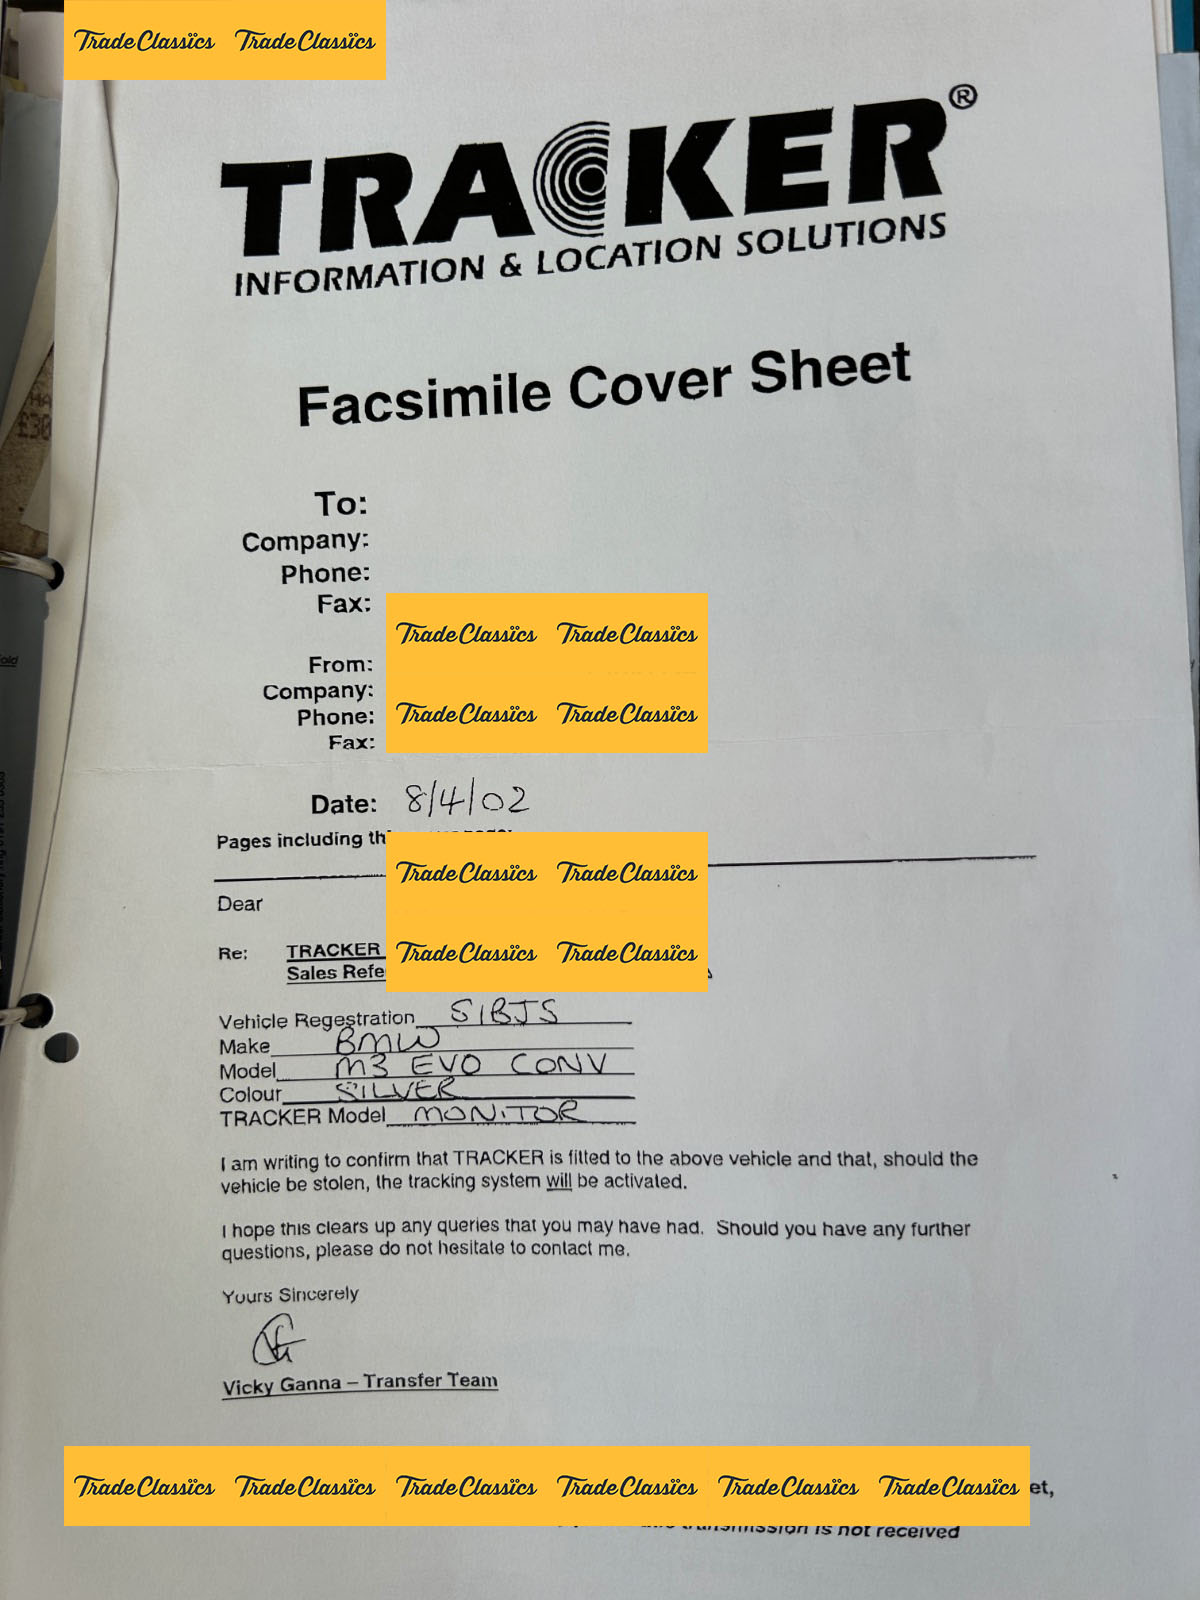 TradeClassics TradeClassics
TRACKER®
INFORMATION & LOCATION SOLUTIONS
Facsimile Cover Sheet
To:
Company:
Phone:
Fax:
TradeClassics TradeClassics
From:
Company:
Phone: TradeClassics TradeClassics
Fax:
Date: 8/4/02
Pages including
TradeClassics TradeClassics
Dear
Re: TRACKER TradeClassics TradeClassics
Sales
Vehicle Regestration S1BJS
Make BMW
Model M3 EVO CONV
Colour SILVER
TRACKER Model MONITOR
I am writing to confirm that TRACKER is fitted to the above vehicle and that, should the
vehicle be stolen, the tracking system will be activated.
I hope this clears up any queries that you may have had. Should you have any further
questions, please do not hesitate to contact me.
Yours Sincerely
Vicky Ganna – Transfer Team
TradeClassics TradeClassics TradeClassics TradeClassics TradeClassics TradeClassics
transmission is not received